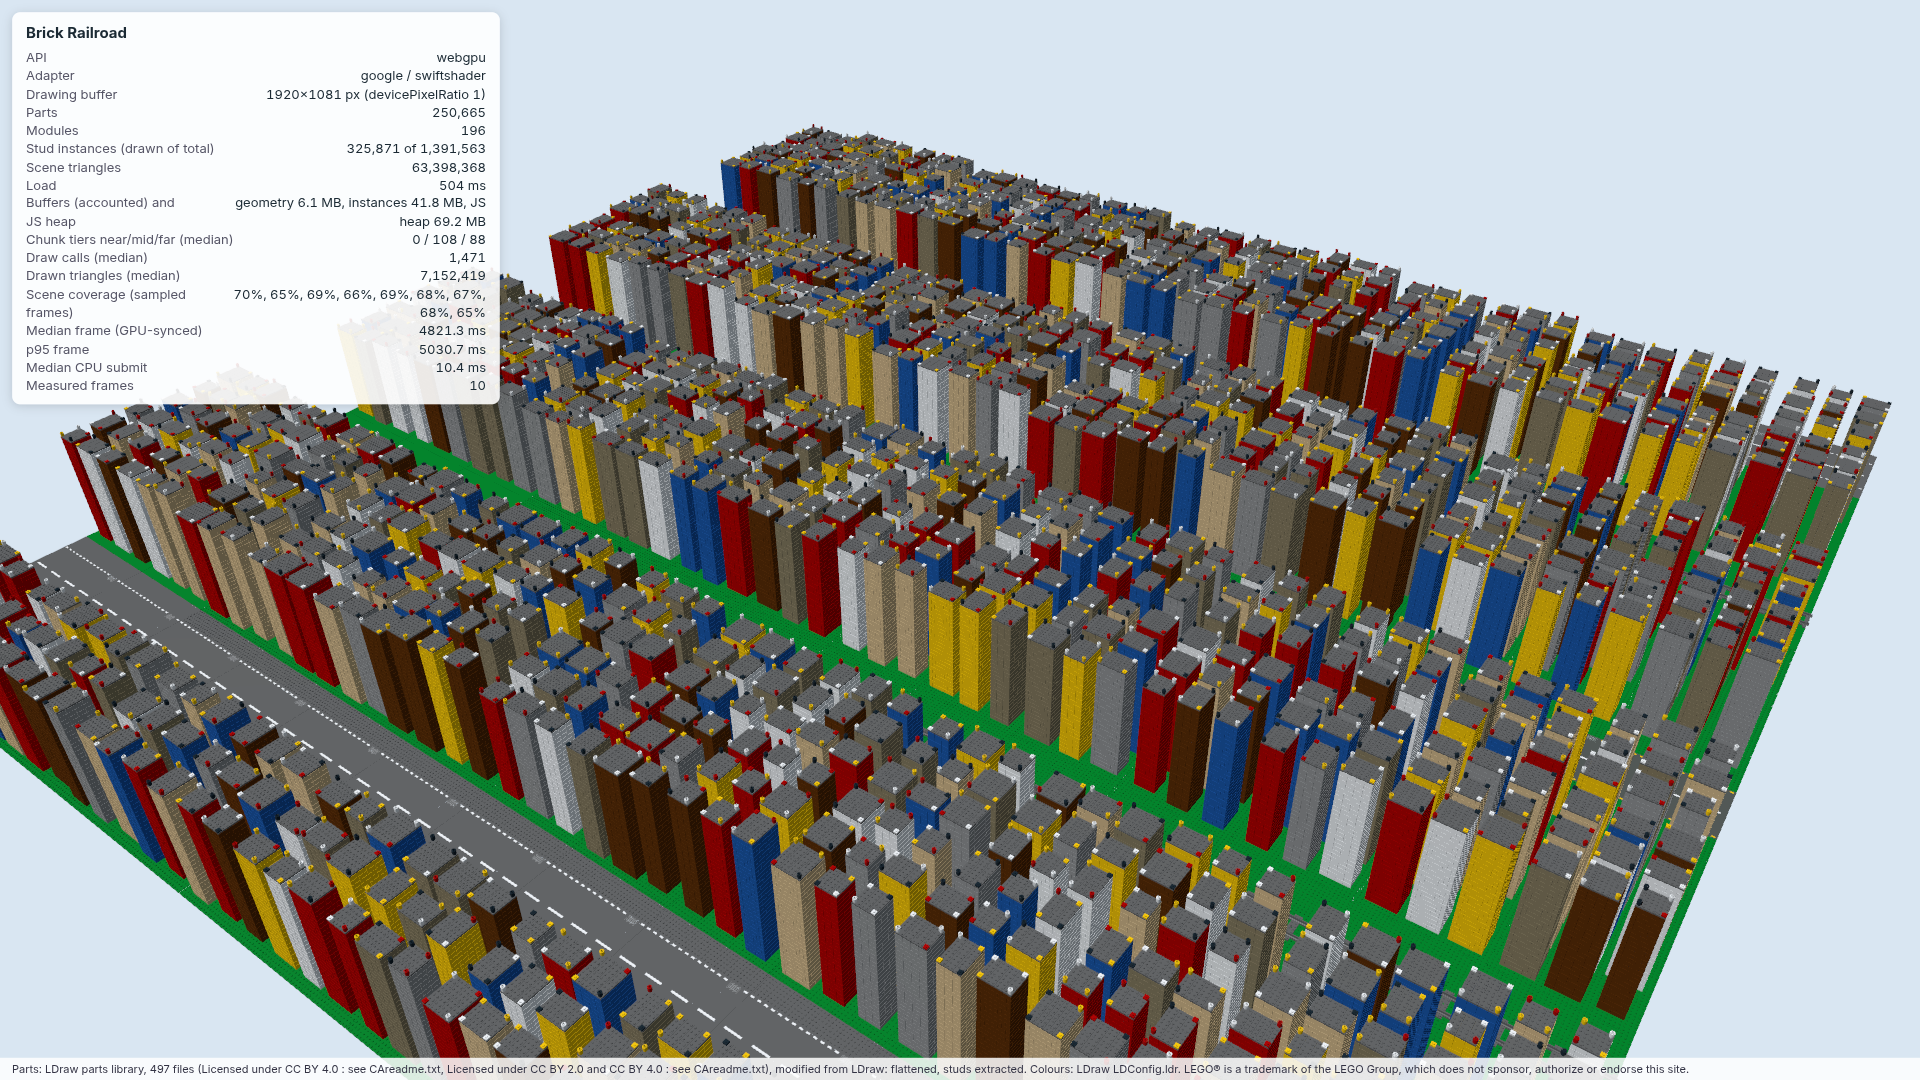 Brick Railroad
API webgpu
Adapter google / swiftshader
Drawing buffer 1920×1081 px (devicePixelRatio 1)
Parts 250,665
Modules 196
Stud instances (drawn of total) 325,871 of 1,391,563
Scene triangles 63,398,368
Load 504 ms
Buffers (accounted) and geometry 6.1 MB, instances 41.8 MB, JS
JS heap heap 69.2 MB
Chunk tiers near/mid/far (median) 0 / 108 / 88
Draw calls (median) 1,471
Drawn triangles (median) 7,152,419
Scene coverage (sampled 70%, 65%, 69%, 66%, 69%, 68%, 67%,
frames) 68%, 65%
Median frame (GPU-synced) 4821.3 ms
p95 frame 5030.7 ms
Median CPU submit 10.4 ms
Measured frames 10
Parts: LDraw parts library, 497 files (Licensed under CC BY 4.0 : see CAreadme.txt, Licensed under CC BY 2.0 and CC BY 4.0 : see CAreadme.txt), modified from LDraw: flattened, studs extracted. Colours: LDraw LDConfig.ldr. LEGO® is a trademark of the LEGO Group, which does not sponsor, authorize or endorse this site.